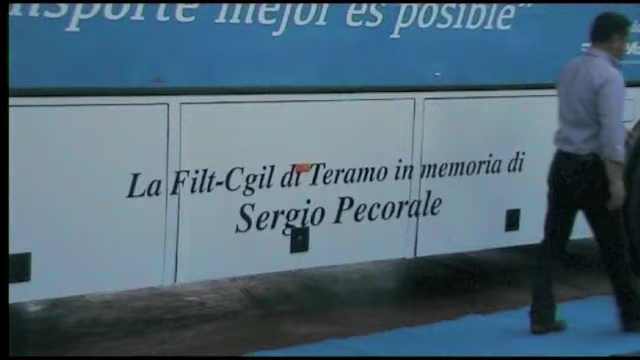 nsporte mejor es posible"
La Filt-Cgil di Teramo in memoria di
Sergio Pecorale